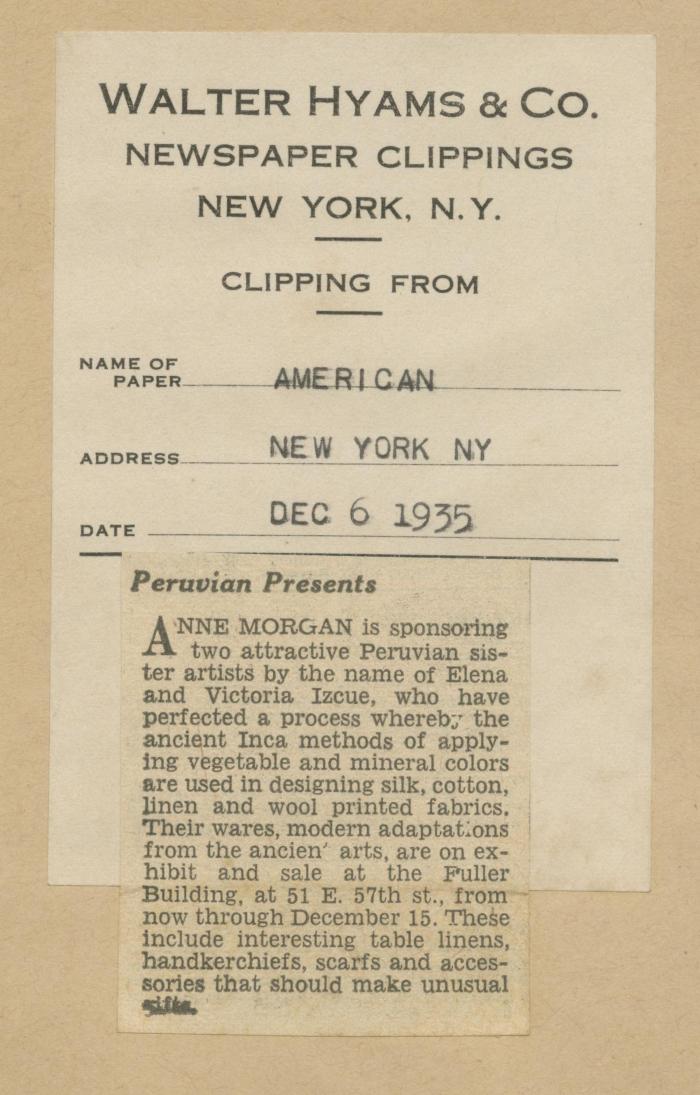 WALTER HYAMS & CO.
NEWSPAPER CLIPPINGS
NEW YORK, N.Y.
CLIPPING FROM
NAME OF
PAPER AMERICAN
ADDRESS NEW YORK NY
DATE DEC 6 1935
Peruvian Presents
ANNE MORGAN is sponsoring
two attractive Peruvian sis-
ter artists by the name of Elena
and Victoria Izcue, who have
perfected a process whereby the
ancient Inca methods of apply-
ing vegetable and mineral colors
are used in designing silk, cotton,
linen and wool printed fabrics.
Their wares, modern adaptations
from the ancien' arts, are on ex-
hibit and sale at the Fuller
Building, at 51 E. 57th st., from
now through December 15. These
include interesting table linens,
handkerchiefs, scarfs and acces-
sories that should make unusual
gifts.